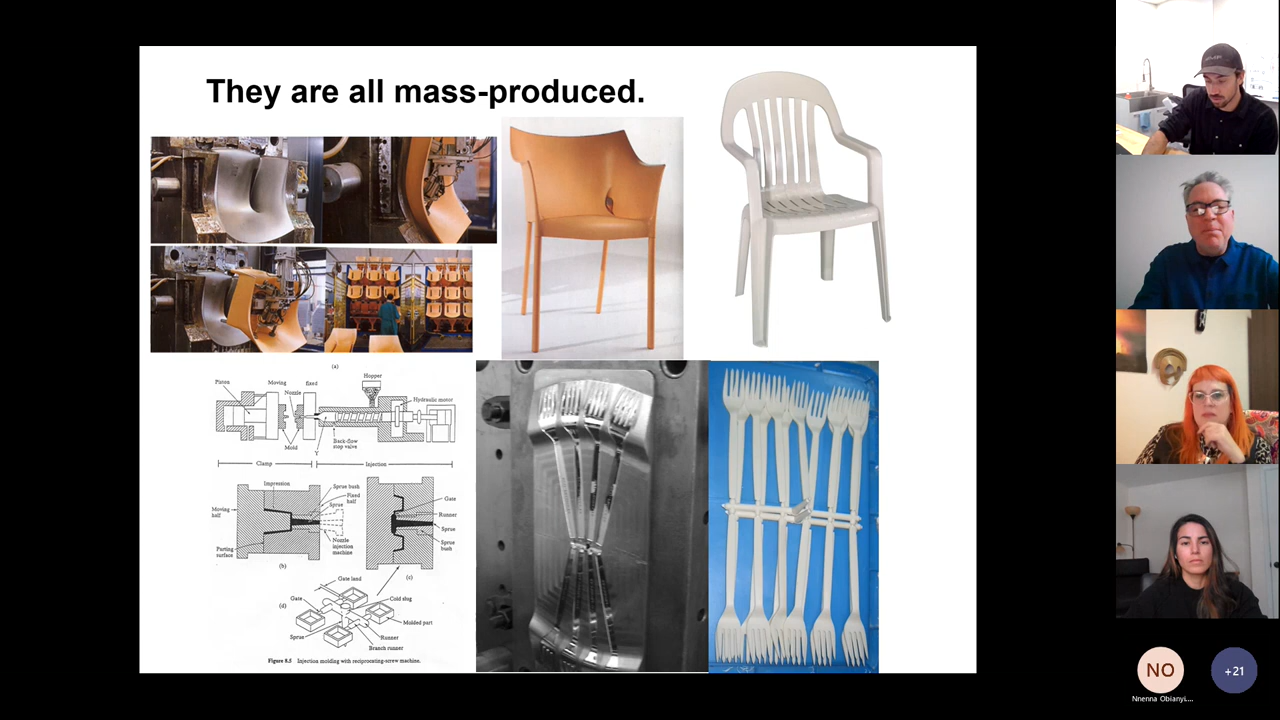 They are all mass-produced.
(a)
Piston
Moving
fixed
Hopper
Nozzle
Hydraulic motor
Mold
Y
Back-flow
stop valve
Clamp
Injection
Impression
Sprue bush
Fixed
half
Sprue
Moving
half
Gate
Runner
Sprue
Sprue
bush
Nozzle
injection
machine
Parting
surface
(b)
(c)
Gate land
Gate
(d)
Cold slug
Molded part
Sprue
Runner
Branch runner
Figure 8.5 Injection molding with reciprocating-screw machine.
NO
+21
Nnenna Obianyi....